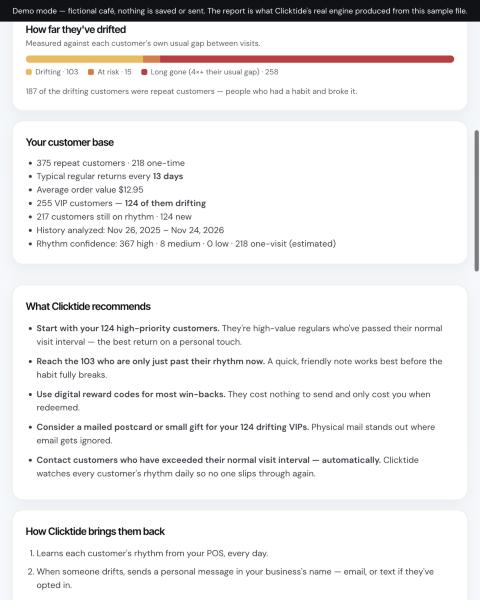 Demo mode — fictional café, nothing is saved or sent. The report is what Clicktide's real engine produced from this sample file.
How far they've drifted
Measured against each customer's own usual gap between visits.
Drifting · 103 At risk · 15 Long gone (4×+ their usual gap) · 258
187 of the drifting customers were repeat customers — people who had a habit and broke it.
Your customer base
• 375 repeat customers · 218 one-time
• Typical regular returns every 13 days
• Average order value $12.95
• 255 VIP customers — 124 of them drifting
• 217 customers still on rhythm · 124 new
• History analyzed: Nov 26, 2025 – Nov 24, 2026
• Rhythm confidence: 367 high · 8 medium · 0 low · 218 one-visit (estimated)
What Clicktide recommends
• Start with your 124 high-priority customers. They're high-value regulars who've passed their normal
visit interval — the best return on a personal touch.
• Reach the 103 who are only just past their rhythm now. A quick, friendly note works best before the
habit fully breaks.
• Use digital reward codes for most win-backs. They cost nothing to send and only cost you when
redeemed.
• Consider a mailed postcard or small gift for your 124 drifting VIPs. Physical mail stands out where
email gets ignored.
• Contact customers who have exceeded their normal visit interval — automatically. Clicktide
watches every customer's rhythm daily so no one slips through again.
How Clicktide brings them back
1. Learns each customer's rhythm from your POS, every day.
2. When someone drifts, sends a personal message in your business's name — email, or text if they've
opted in.